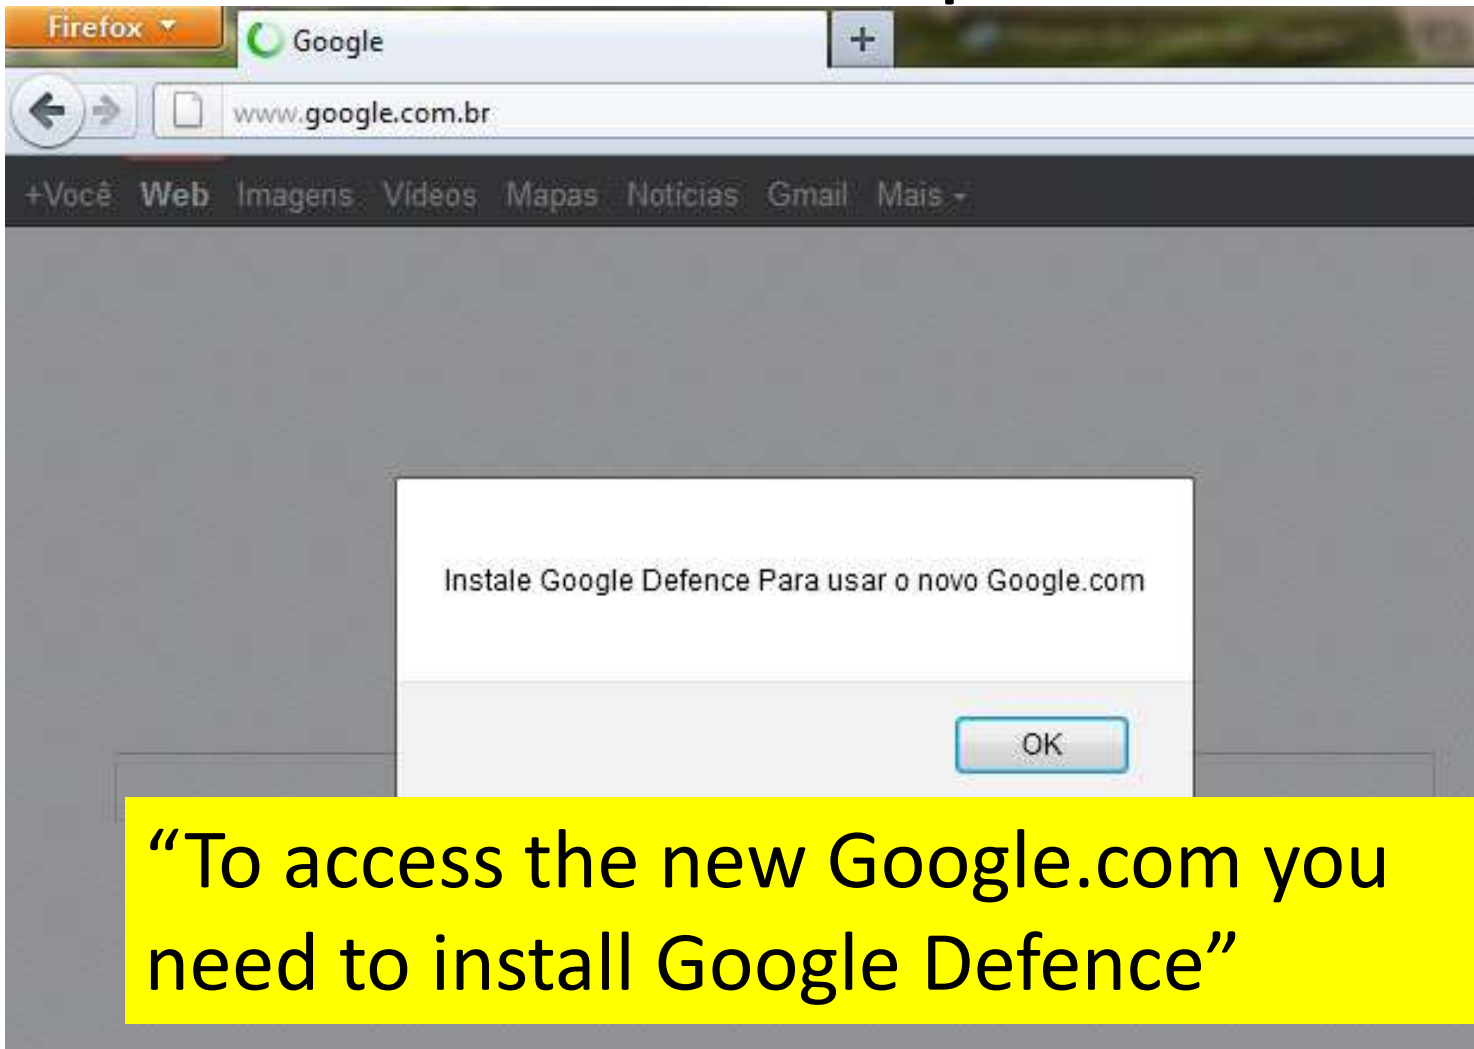 Firefox
Google
www.google.com.br
+Você Web Imagens Vídeos Mapas Notícias Gmail Mais
Instale Google Defence Para usar o novo Google.com
OK
“To access the new Google.com you
need to install Google Defence”